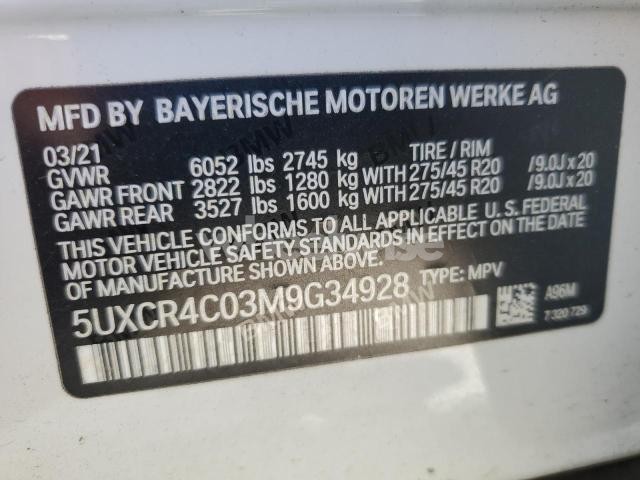 MFD BY BAYERISCHE MOTOREN WERKE AG
03/21
GVWR 6052 lbs 2745 kg TIRE / RIM
GAWR FRONT 2822 lbs 1280 kg WITH 275/45 R20 /9.0J x 20
GAWR REAR 3527 lbs 1600 kg WITH 275/45 R20 /9.0J x 20
THIS VEHICLE CONFORMS TO ALL APPLICABLE U. S. FEDERAL
MOTOR VEHICLE SAFETY STANDARDS IN EFFECT ON THE DATE
OF MANUFACTURE SHOWN ABOVE.
5UXCR4C03M9G34928 TYPE: MPV
A96M
7 320 729